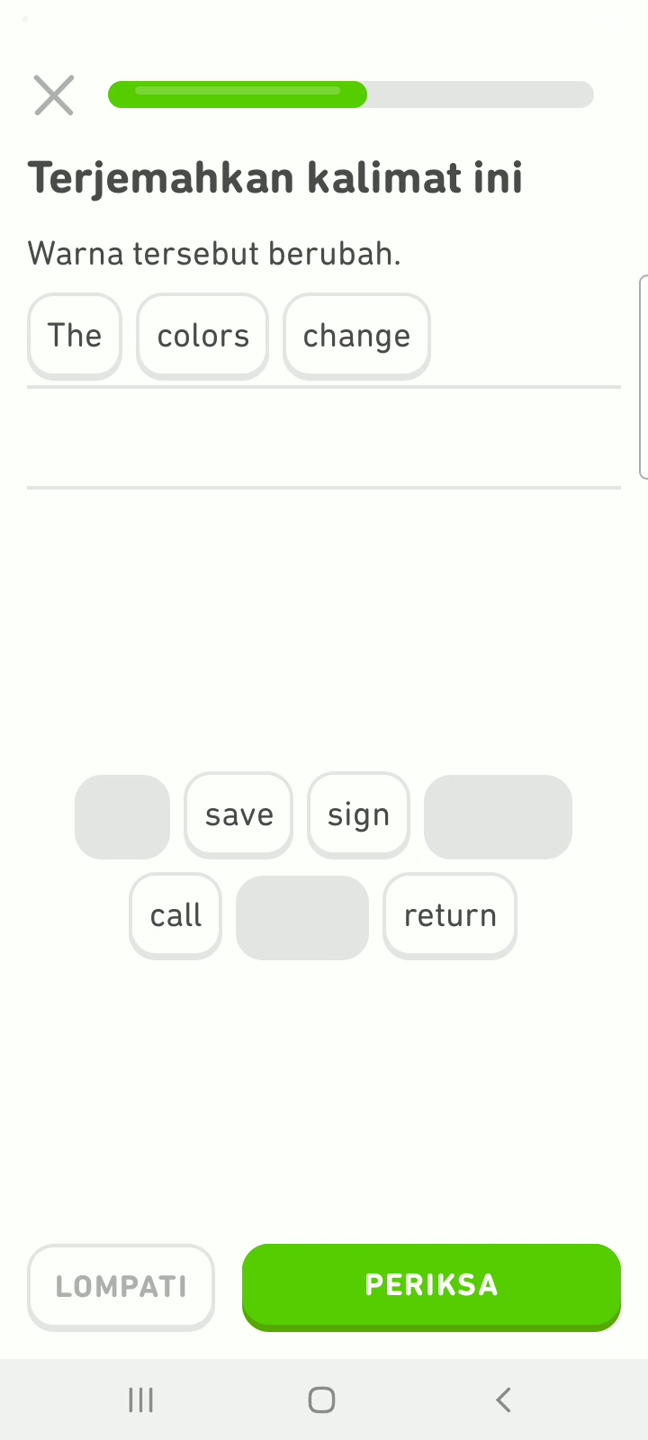 Terjemahkan kalimat ini
Warna tersebut berubah.
The colors change
save sign
call return
LOMPATI PERIKSA